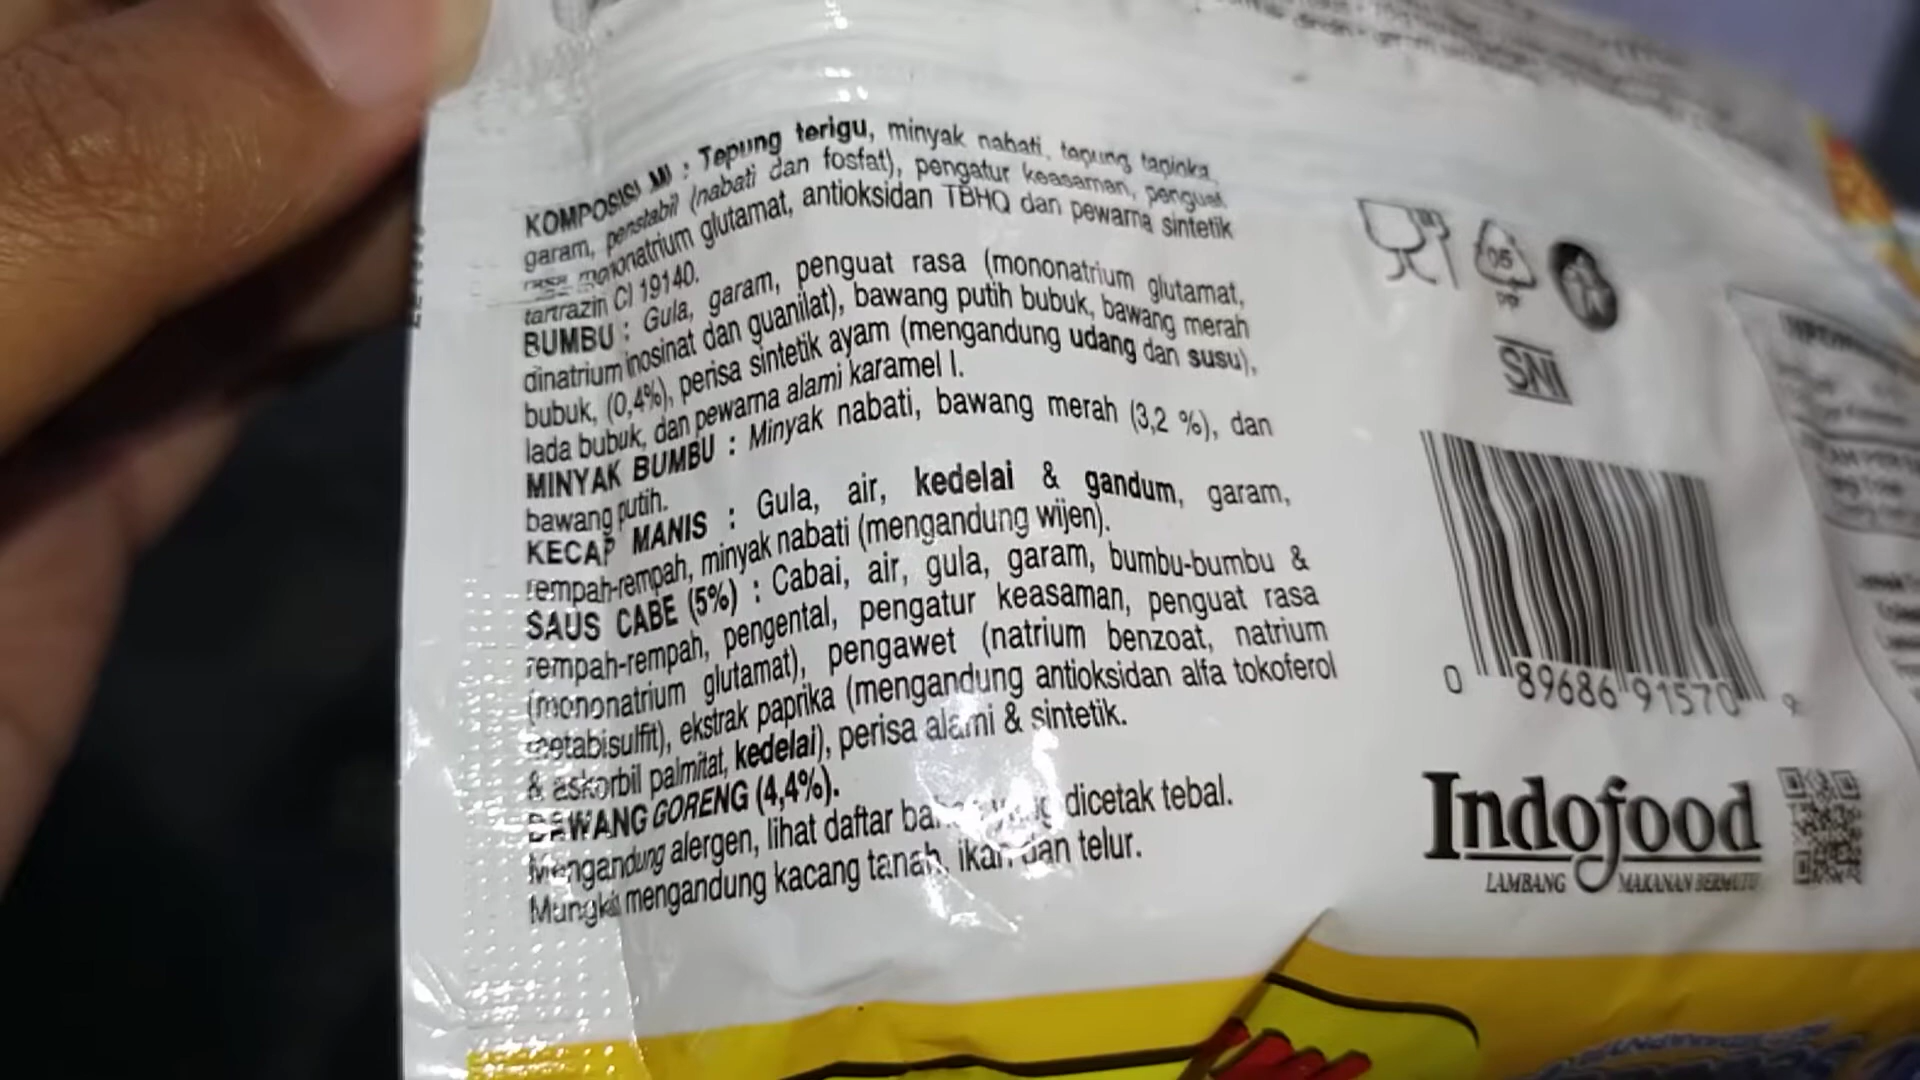 KOMPOSISI MI : Tepung terigu, minyak nabati, tepung tapioka,
garam, penstabil (nabati dan fosfat), pengatur keasaman, penguat
rasa mononatrium glutamat, antioksidan TBHQ dan pewarna sintetik
tartrazin CI 19140.
BUMBU : Gula, garam, penguat rasa (mononatrium glutamat,
dinatrium inosinat dan guanilat), bawang putih bubuk, bawang merah
bubuk, (0,4%), perisa sintetik ayam (mengandung udang dan susu),
lada bubuk, dan pewarna alami karamel I.
MINYAK BUMBU : Minyak nabati, bawang merah (3,2 %), dan
bawang putih.
KECAP MANIS : Gula, air, kedelai & gandum, garam,
rempah-rempah, minyak nabati (mengandung wijen).
SAUS CABE (5%) : Cabai, air, gula, garam, bumbu-bumbu &
rempah-rempah, pengental, pengatur keasaman, penguat rasa
(mononatrium glutamat), pengawet (natrium benzoat, natrium
metabisulfit), ekstrak paprika (mengandung antioksidan alfa tokoferol
& askorbil palmitat, kedelai), perisa alami & sintetik.
BAWANG GORENG (4,4%).
Mengandung alergen, lihat daftar dicetak tebal.
Mungkin mengandung kacang tanah, ikan dan telur.
05
PP
SNI
0 89686 91570 9
Indofood
LAMBANG MAKANAN BERMUTU